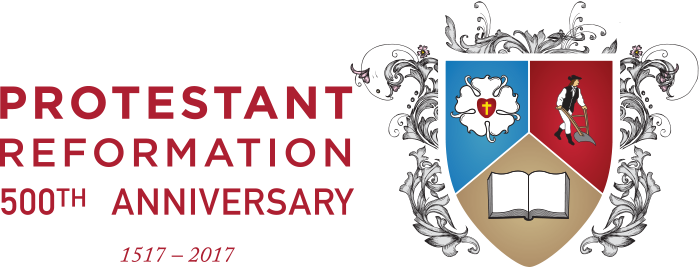 PROTESTANT
REFORMATION
500TH ANNIVERSARY
1517 – 2017